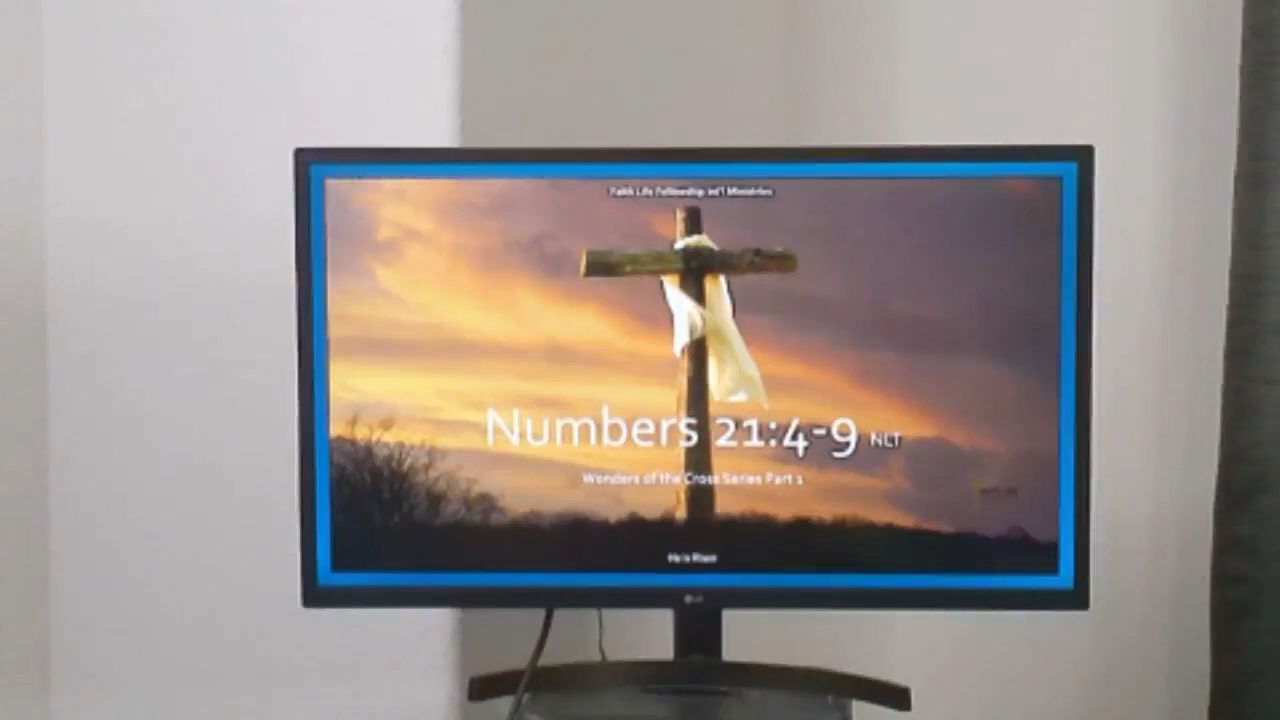 Faith Life Fellowship Int'l Ministries
Numbers 21:4-9 NLT
Wonders of the Cross Series Part 1
He is Risen
LG